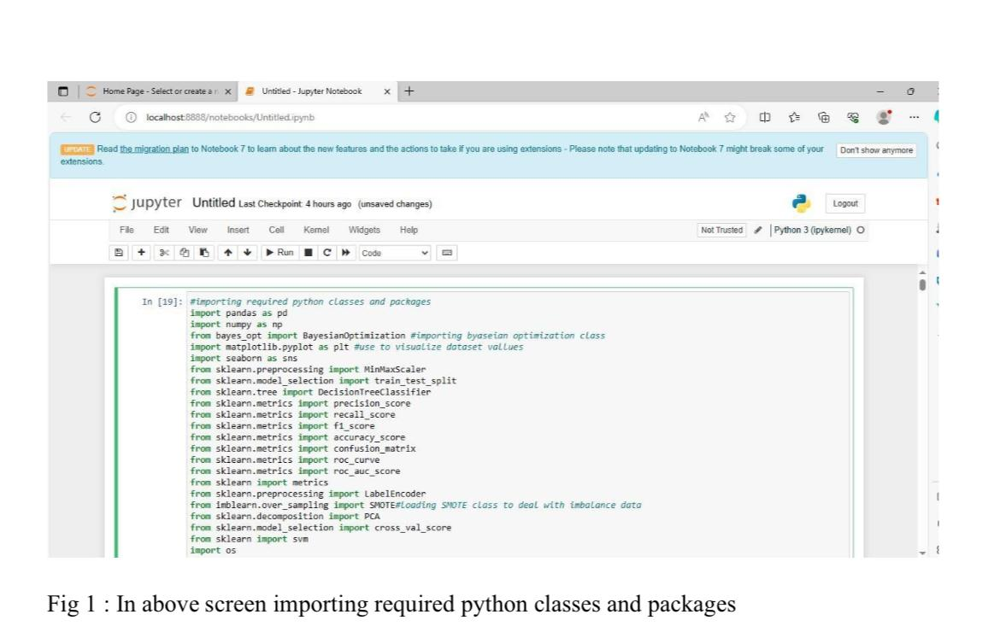 Home Page - Select or create a n
Untitled - Jupyter Notebook
localhost:8888/notebooks/Untitled.ipynb
UPDATE Read the migration plan to Notebook 7 to learn about the new features and the actions to take if you are using extensions - Please note that updating to Notebook 7 might break some of your
extensions.
Don't show anymore
jupyter Untitled Last Checkpoint: 4 hours ago (unsaved changes)
Logout
File Edit View Insert Cell Kernel Widgets Help
Not Trusted
Python 3 (ipykernel)
Run
Code
In [19]: #importing required python classes and packages
import pandas as pd
import numpy as np
from bayes_opt import BayesianOptimization #importing byaseian optimization class
import matplotlib.pyplot as plt #use to visualize dataset vallues
import seaborn as sns
from sklearn.preprocessing import MinMaxScaler
from sklearn.model_selection import train_test_split
from sklearn.tree import DecisionTreeClassifier
from sklearn.metrics import precision_score
from sklearn.metrics import recall_score
from sklearn.metrics import f1_score
from sklearn.metrics import accuracy_score
from sklearn.metrics import confusion_matrix
from sklearn.metrics import roc_curve
from sklearn.metrics import roc_auc_score
from sklearn import metrics
from sklearn.preprocessing import LabelEncoder
from imblearn.over_sampling import SMOTE#loading SMOTE class to deal with imbalance data
from sklearn.decomposition import PCA
from sklearn.model_selection import cross_val_score
from sklearn import svm
import os
Fig 1 : In above screen importing required python classes and packages